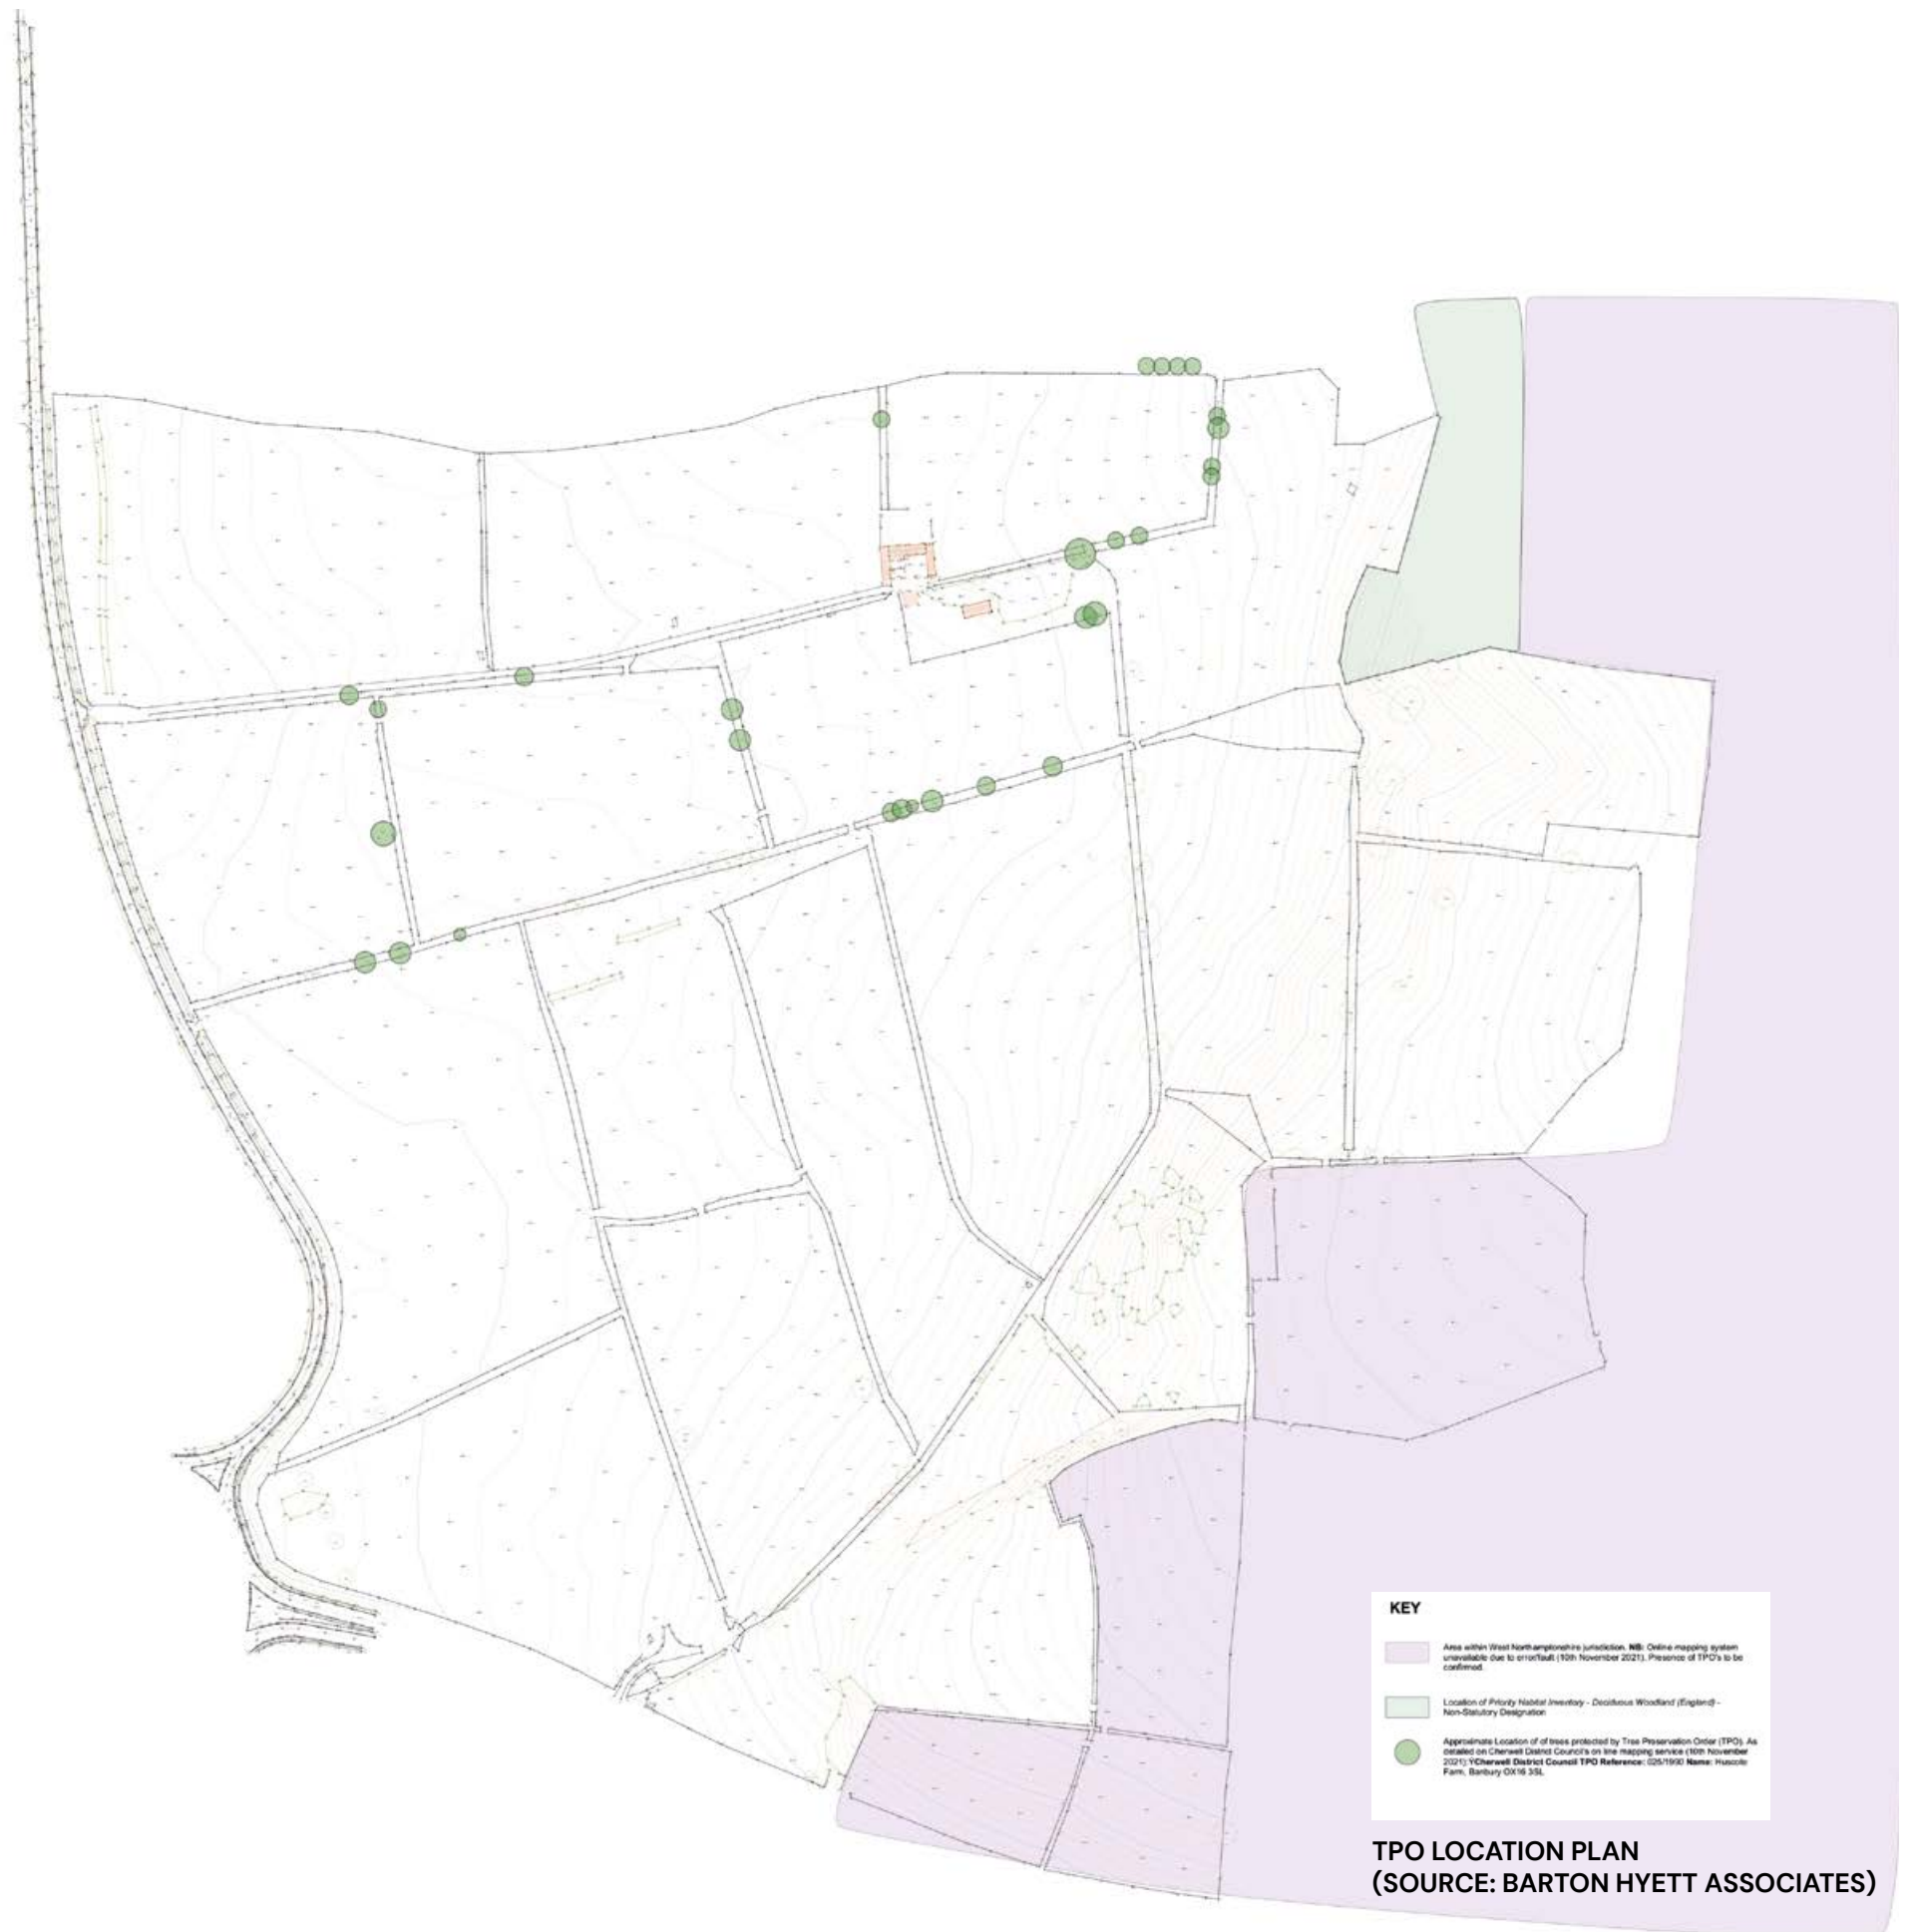 KEY
Area within West Northamptonshire jurisdiction. NB: Online mapping system
unavailable due to error/fault (10th November 2021). Presence of TPO's to be
confirmed.
Location of Priority Habitat Inventory - Deciduous Woodland (England) -
Non-Statutory Designation
Approximate Location of of trees protected by Tree Preservation Order (TPO). As
detailed on Cherwell District Council's on line mapping service (10th November
2021): Cherwell District Council TPO Reference: 025/1990 Name: Huscote
Farm, Banbury OX16 3SL
TPO LOCATION PLAN
(SOURCE: BARTON HYETT ASSOCIATES)